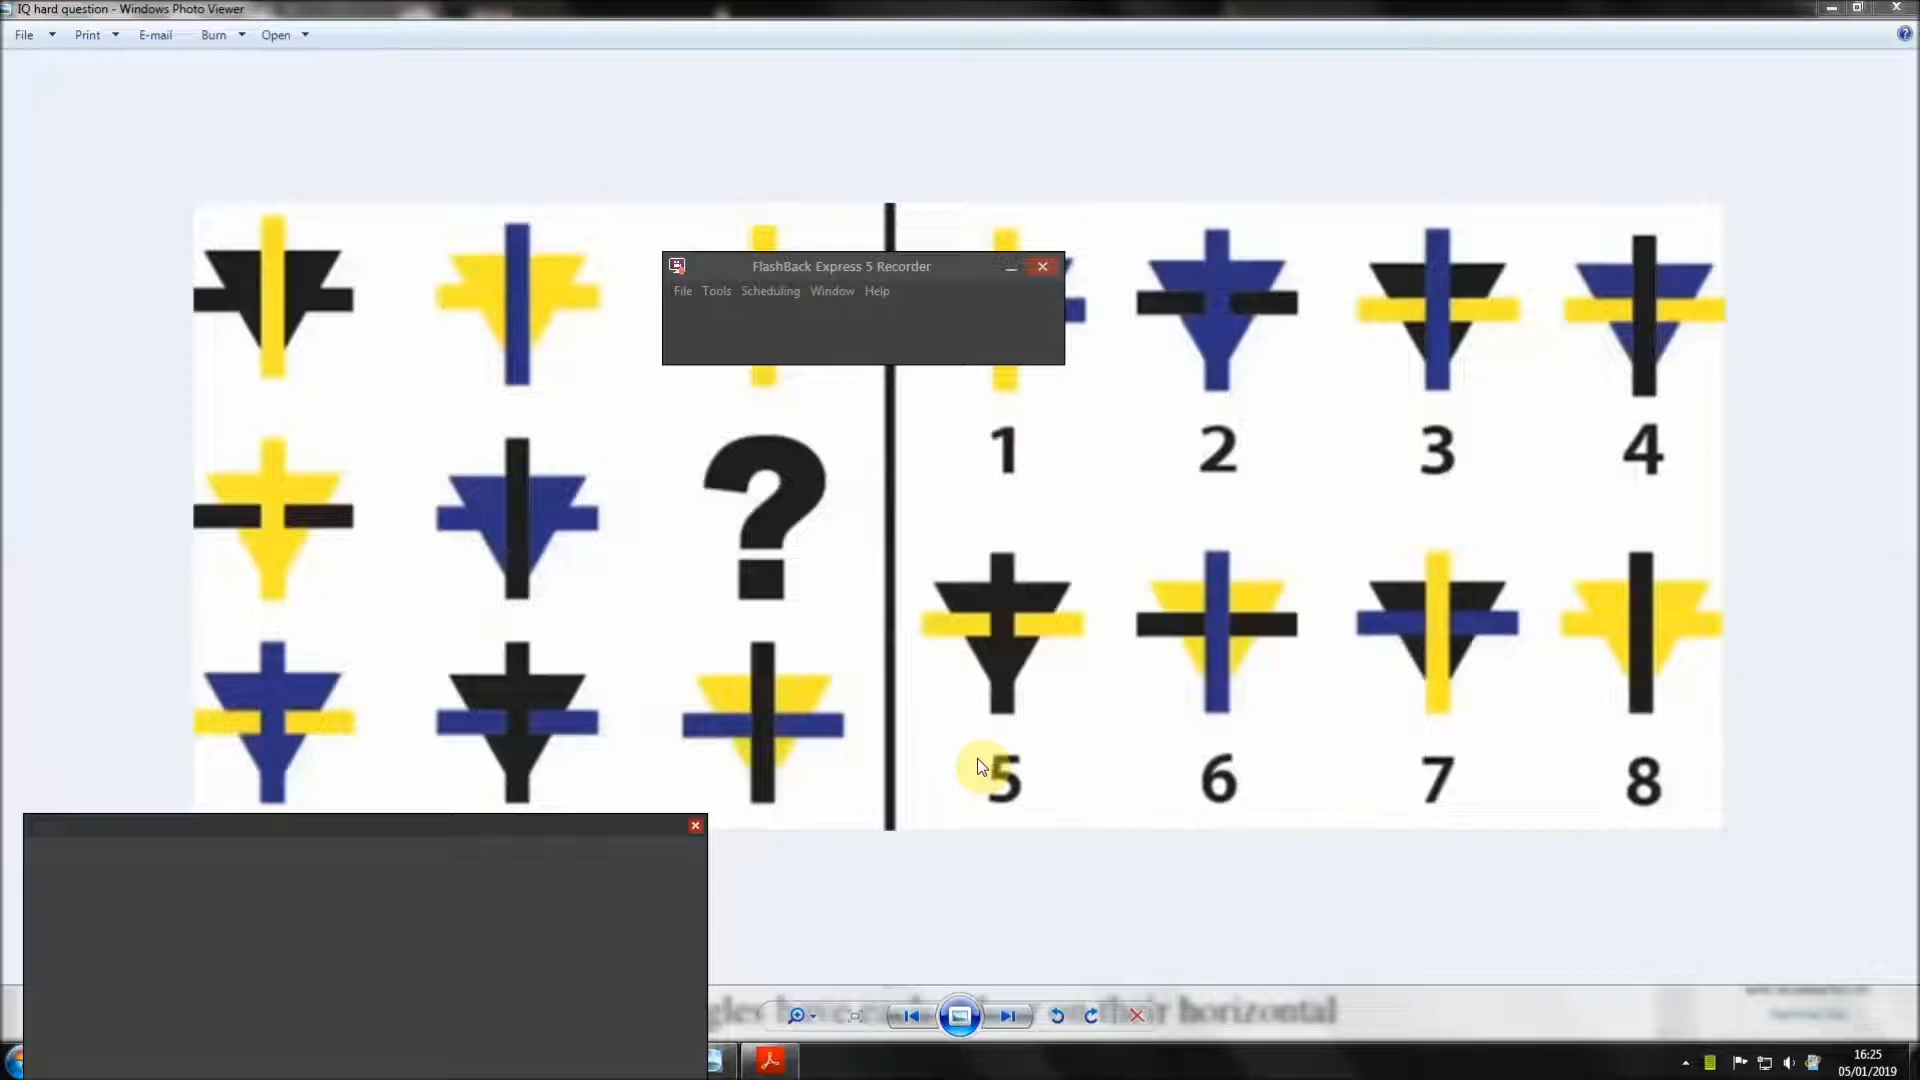 IQ hard question - Windows Photo Viewer
File Print E-mail Burn Open
FlashBack Express 5 Recorder
File Tools Scheduling Window Help
1 2 3 4
?
5 6 7 8
horizontal
16:25
05/01/2019